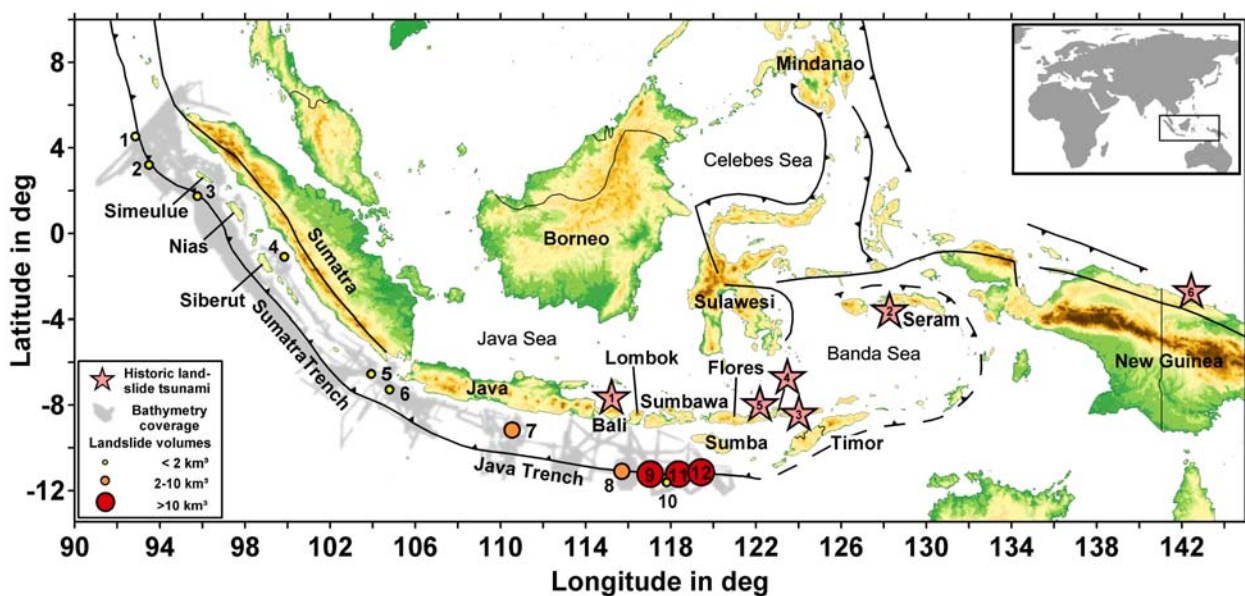 Mindanao
8
4
0
-4
-8
-12
Latitude in deg
Celebes Sea
1
2
3
Simeulue
Nias
4
Siberut
Sumatra
Borneo
Sulawesi
6
2
Seram
SumatraTrench
Java Sea
Banda Sea
New Guinea
Lombok
Flores
4
5
6
Java
1
Bali
Sumbawa
5
3
7
Sumba
Timor
Java Trench
8
9
11
12
10
Historic land-
slide tsunami
Bathymetry
coverage
Landslide volumes
< 2 km³
2-10 km³
>10 km³
90 94 98 102 106 110 114 118 122 126 130 134 138 142
Longitude in deg